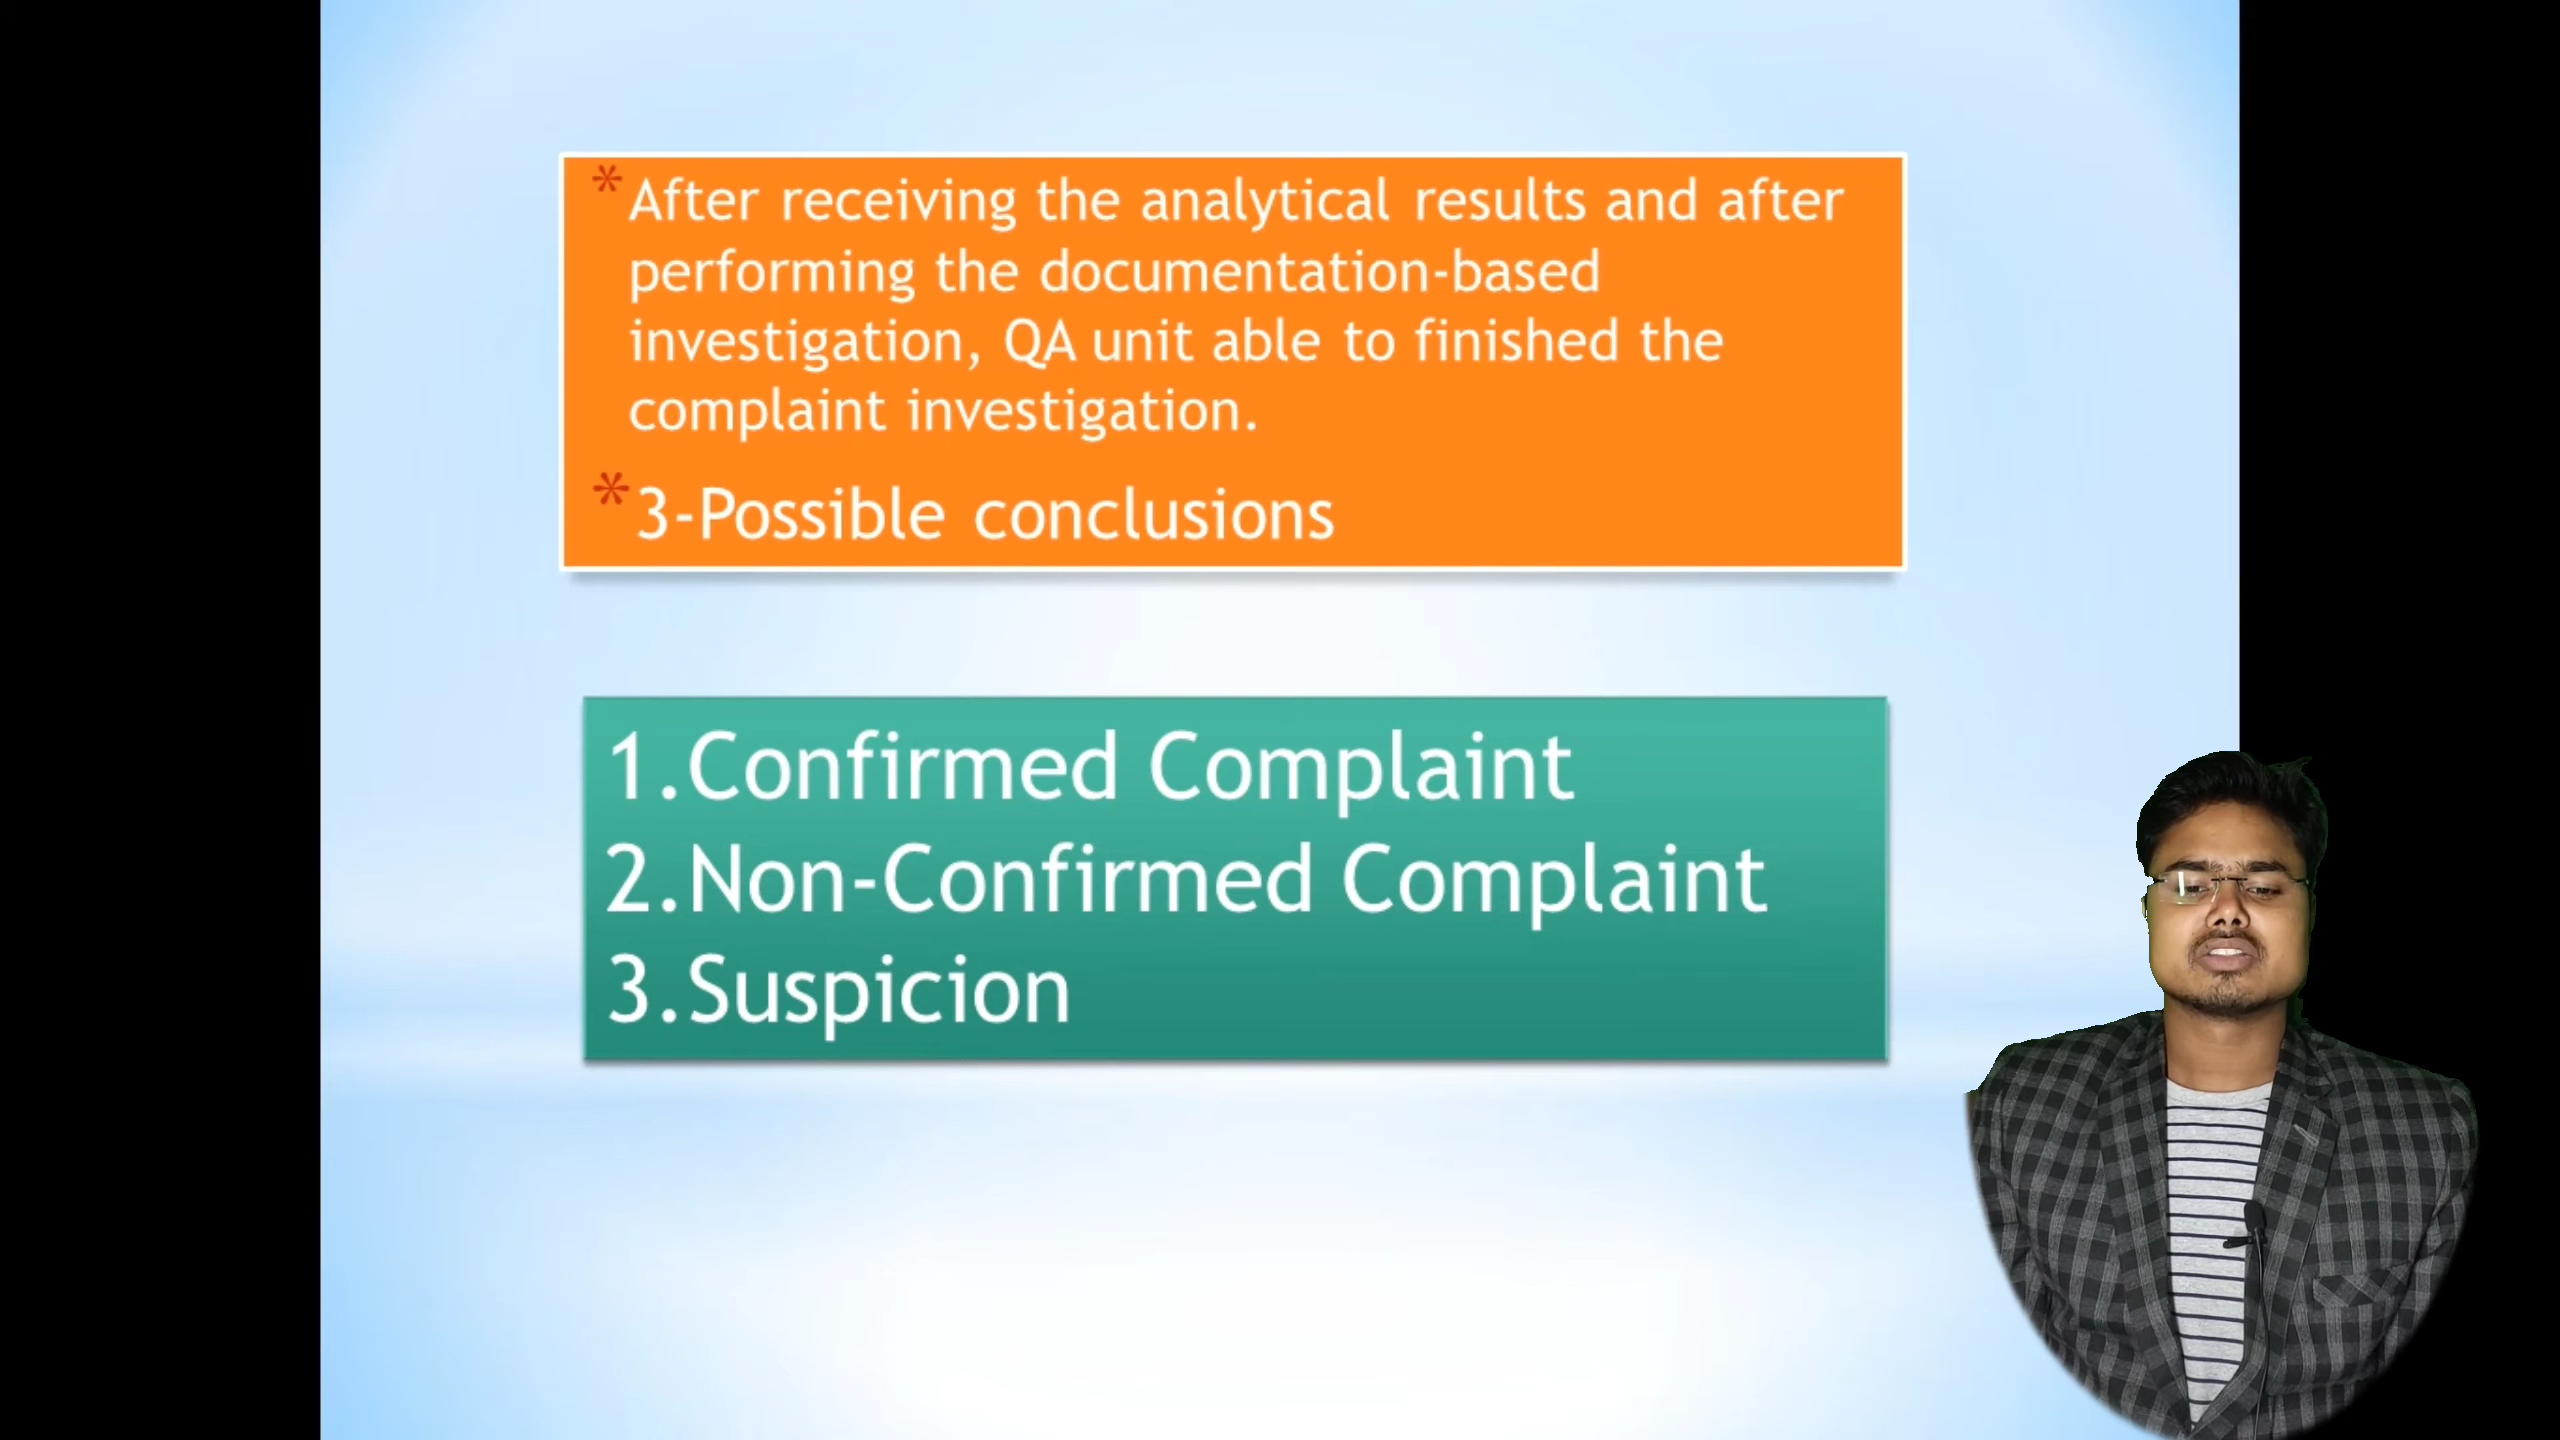 * After receiving the analytical results and after
performing the documentation-based
investigation, QA unit able to finished the
complaint investigation.
* 3-Possible conclusions
1.Confirmed Complaint
2.Non-Confirmed Complaint
3.Suspicion